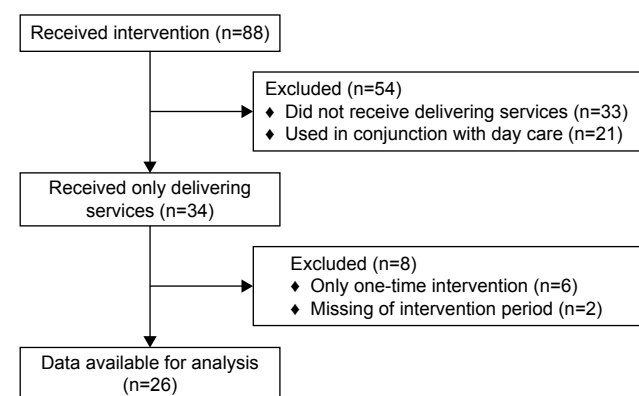 Received intervention (n=88)
Excluded (n=54)
♦ Did not receive delivering services (n=33)
♦ Used in conjunction with day care (n=21)
Received only delivering
services (n=34)
Excluded (n=8)
♦ Only one-time intervention (n=6)
♦ Missing of intervention period (n=2)
Data available for analysis
(n=26)